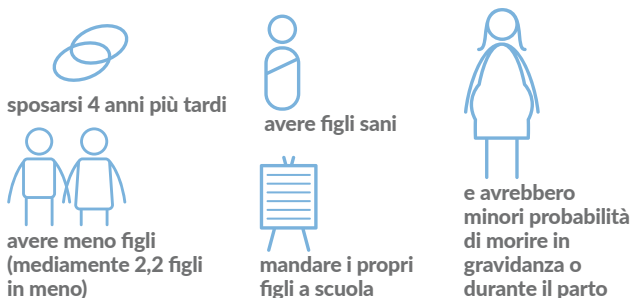 sposarsi 4 anni più tardi
avere meno figli
(mediamente 2,2 figli
in meno)
avere figli sani
mandare i propri
figli a scuola
e avrebbero
minori probabilità
di morire in
gravidanza o
durante il parto